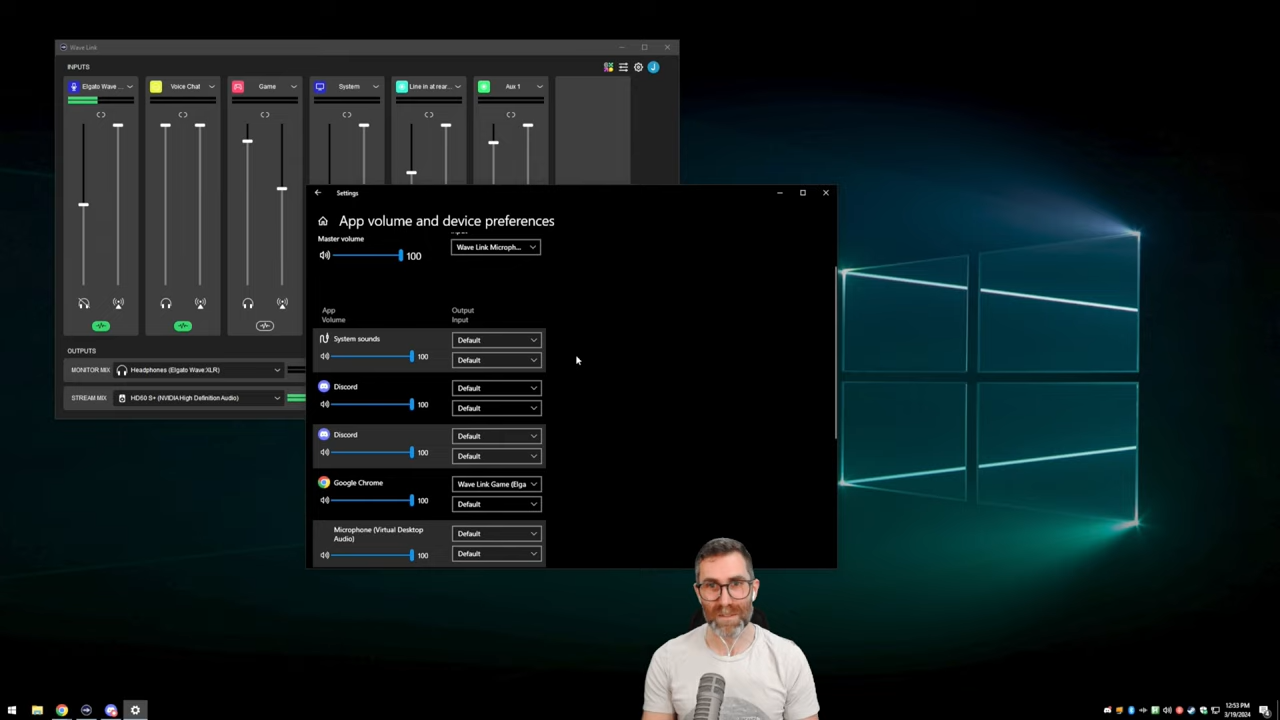 Wave Link
INPUTS
Elgato Wave ...
Voice Chat
Game
System
Line in at rear...
Aux 1
OUTPUTS
MONITOR MIX
Headphones (Elgato Wave:XLR)
STREAM MIX
HD60 S+ (NVIDIA High Definition Audio)
Settings
App volume and device preferences
Master volume
100
Input
Wave Link Microph...
App
Volume
Output
Input
System sounds
Default
100
Default
Discord
Default
100
Default
Discord
Default
100
Default
Google Chrome
Wave Link Game (Elga
100
Default
Microphone (Virtual Desktop
Audio)
Default
100
Default
12:53 PM
3/19/2024